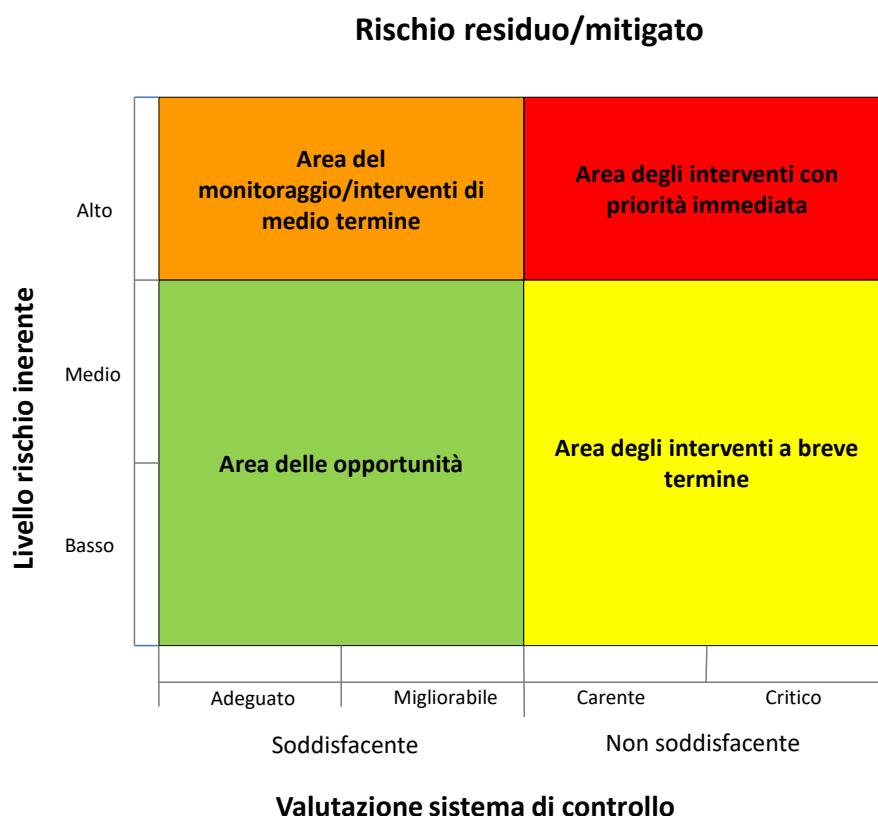 Rischio residuo/mitigato
Area del
monitoraggio/interventi di
medio termine
Area degli interventi con
priorità immediata
Alto
Livello rischio inerente
Medio
Area delle opportunità
Area degli interventi a breve
termine
Basso
Adeguato
Migliorabile
Carente
Critico
Soddisfacente
Non soddisfacente
Valutazione sistema di controllo